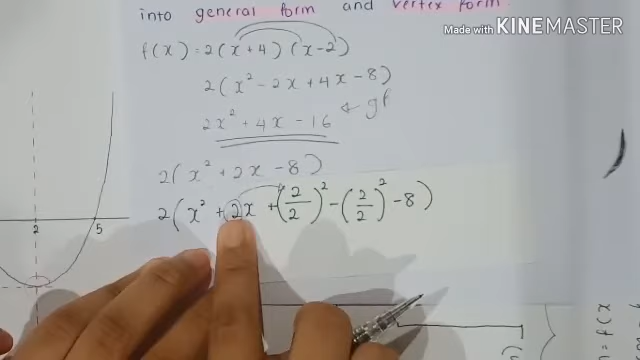 into general form and vertex form.
Made with KINEMASTER
f(x) = 2(x+4)(x-2)
2(x² - 2x + 4x - 8)
2x² + 4x - 16 ← gf
2(x² + 2x - 8)
2(x² + 2x + (2/2)² - (2/2)² - 8)
2
5
= f(x